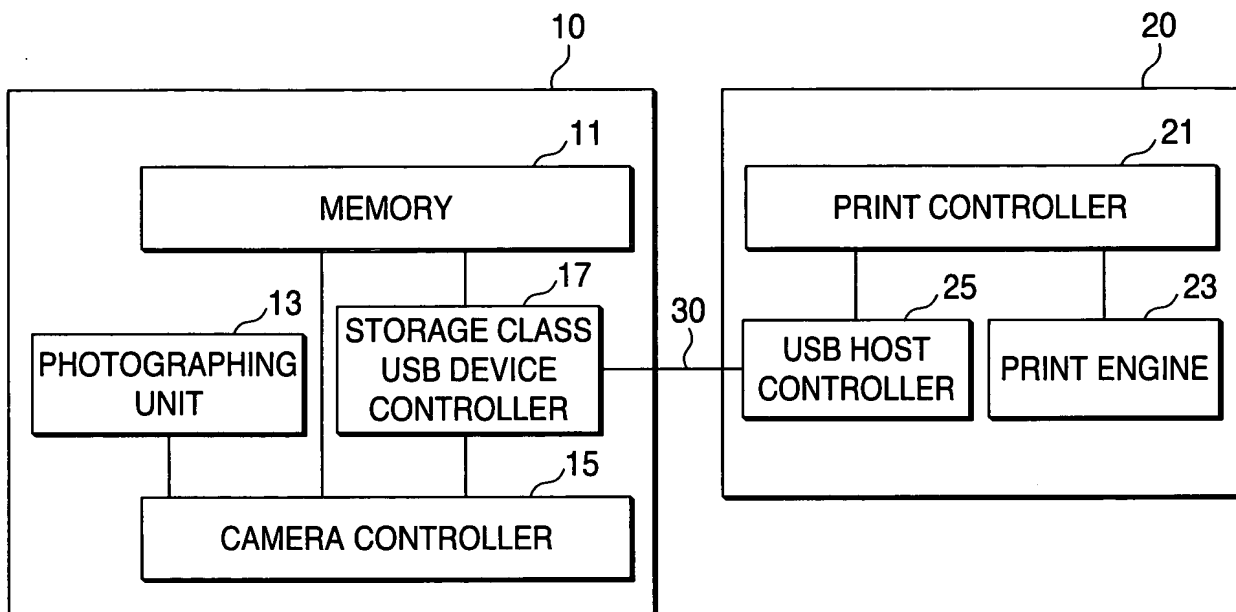 10
20
11
MEMORY
21
PRINT CONTROLLER
13
PHOTOGRAPHING
UNIT
17
STORAGE CLASS
USB DEVICE
CONTROLLER
30
25
USB HOST
CONTROLLER
23
PRINT ENGINE
15
CAMERA CONTROLLER